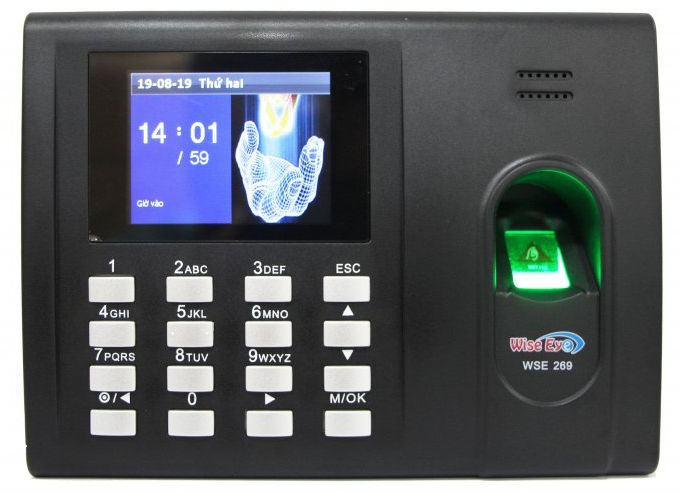 19-08-19 Thứ hai
14 : 01
/ 59
Giờ vào
1
2ABC
3DEF
ESC
4GHI
5JKL
6MNO
▲
7PQRS
8TUV
9WXYZ
▼
◎/◀
0
▶
M/OK
Wise Eye
WSE 269